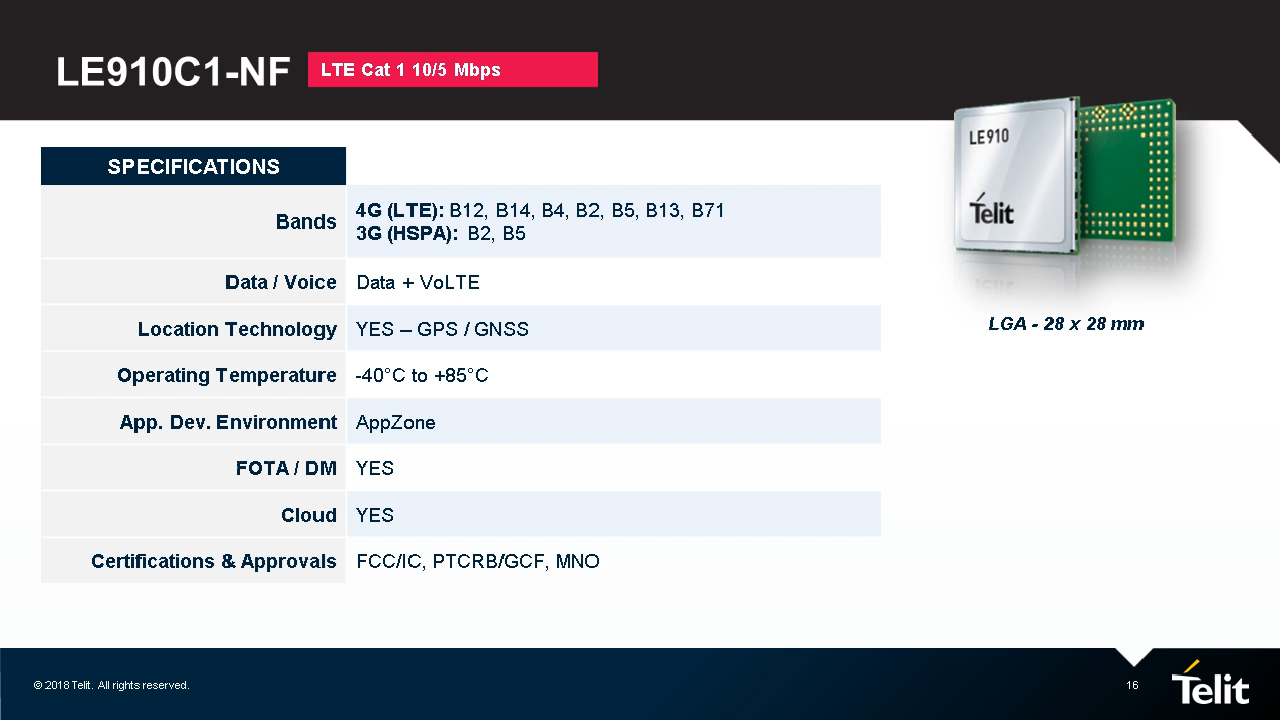 LE910C1-NF
LTE Cat 1 10/5 Mbps
LE910
Telit
LGA - 28 x 28 mm
SPECIFICATIONS
Bands
4G (LTE): B12, B14, B4, B2, B5, B13, B71
3G (HSPA): B2, B5
Data / Voice
Data + VoLTE
Location Technology
YES – GPS / GNSS
Operating Temperature
-40°C to +85°C
App. Dev. Environment
AppZone
FOTA / DM
YES
Cloud
YES
Certifications & Approvals
FCC/IC, PTCRB/GCF, MNO
© 2018 Telit. All rights reserved.
16
Telit